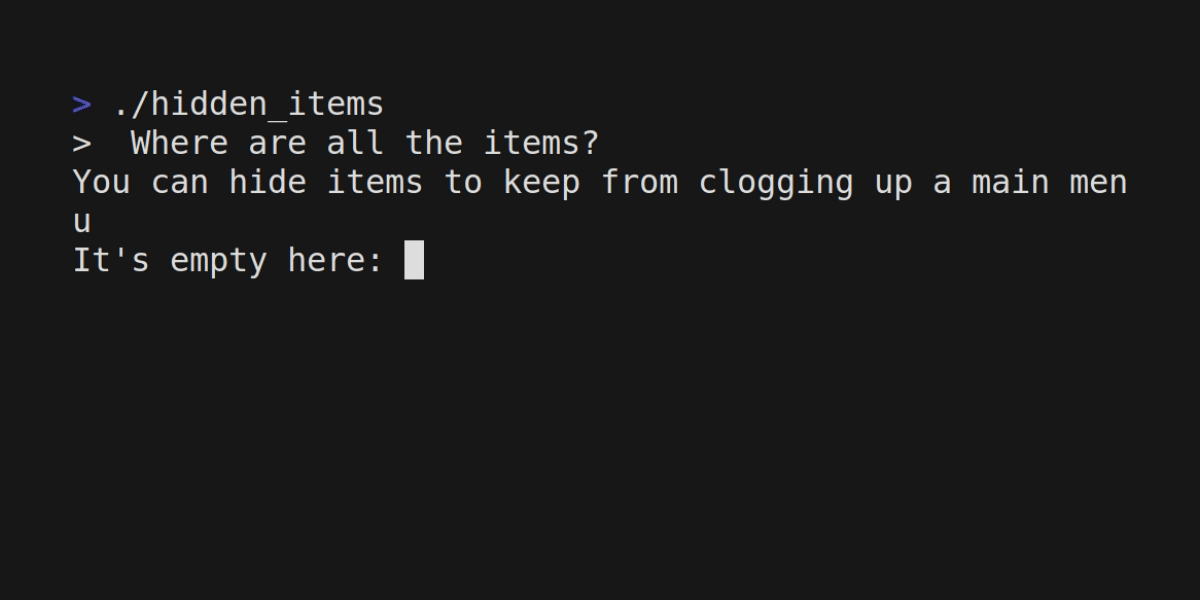 > ./hidden_items
>  Where are all the items?
You can hide items to keep from clogging up a main men
u
It's empty here: